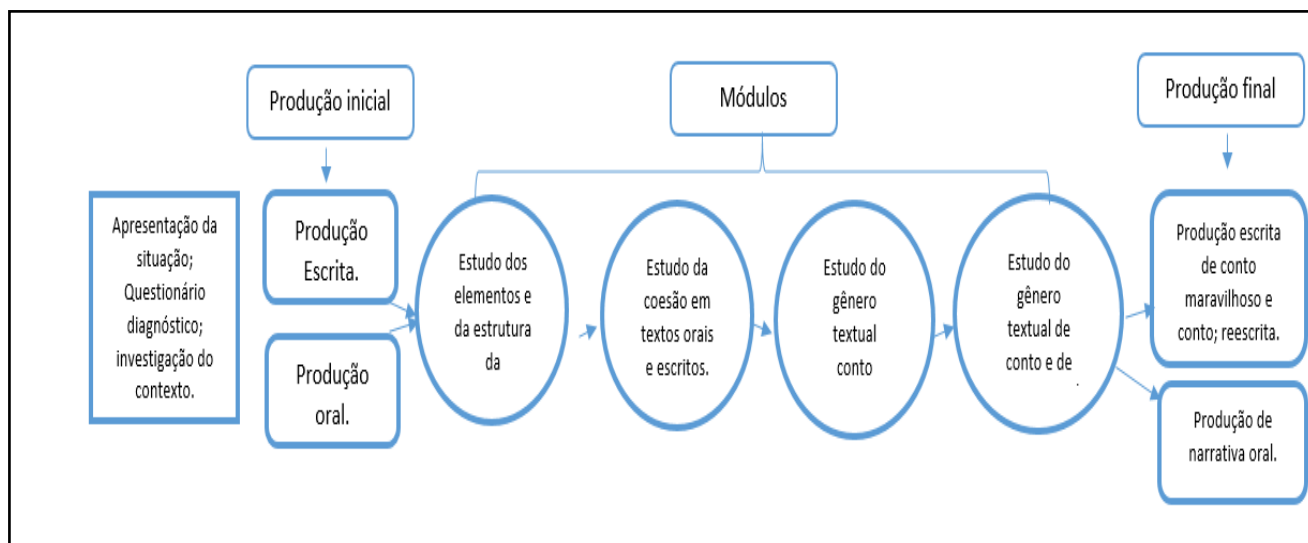 Produção inicial
Módulos
Produção final
Apresentação da
situação;
Questionário
diagnóstico;
investigação do
contexto.
Produção
Escrita.
Produção
oral.
Estudo dos
elementos e
da estrutura
da
Estudo da
coesão em
textos orais
e escritos.
Estudo do
gênero
textual
conto
Estudo do
gênero
textual de
conto e de
.
Produção escrita
de conto
maravilhoso e
conto; reescrita.
Produção de
narrativa oral.